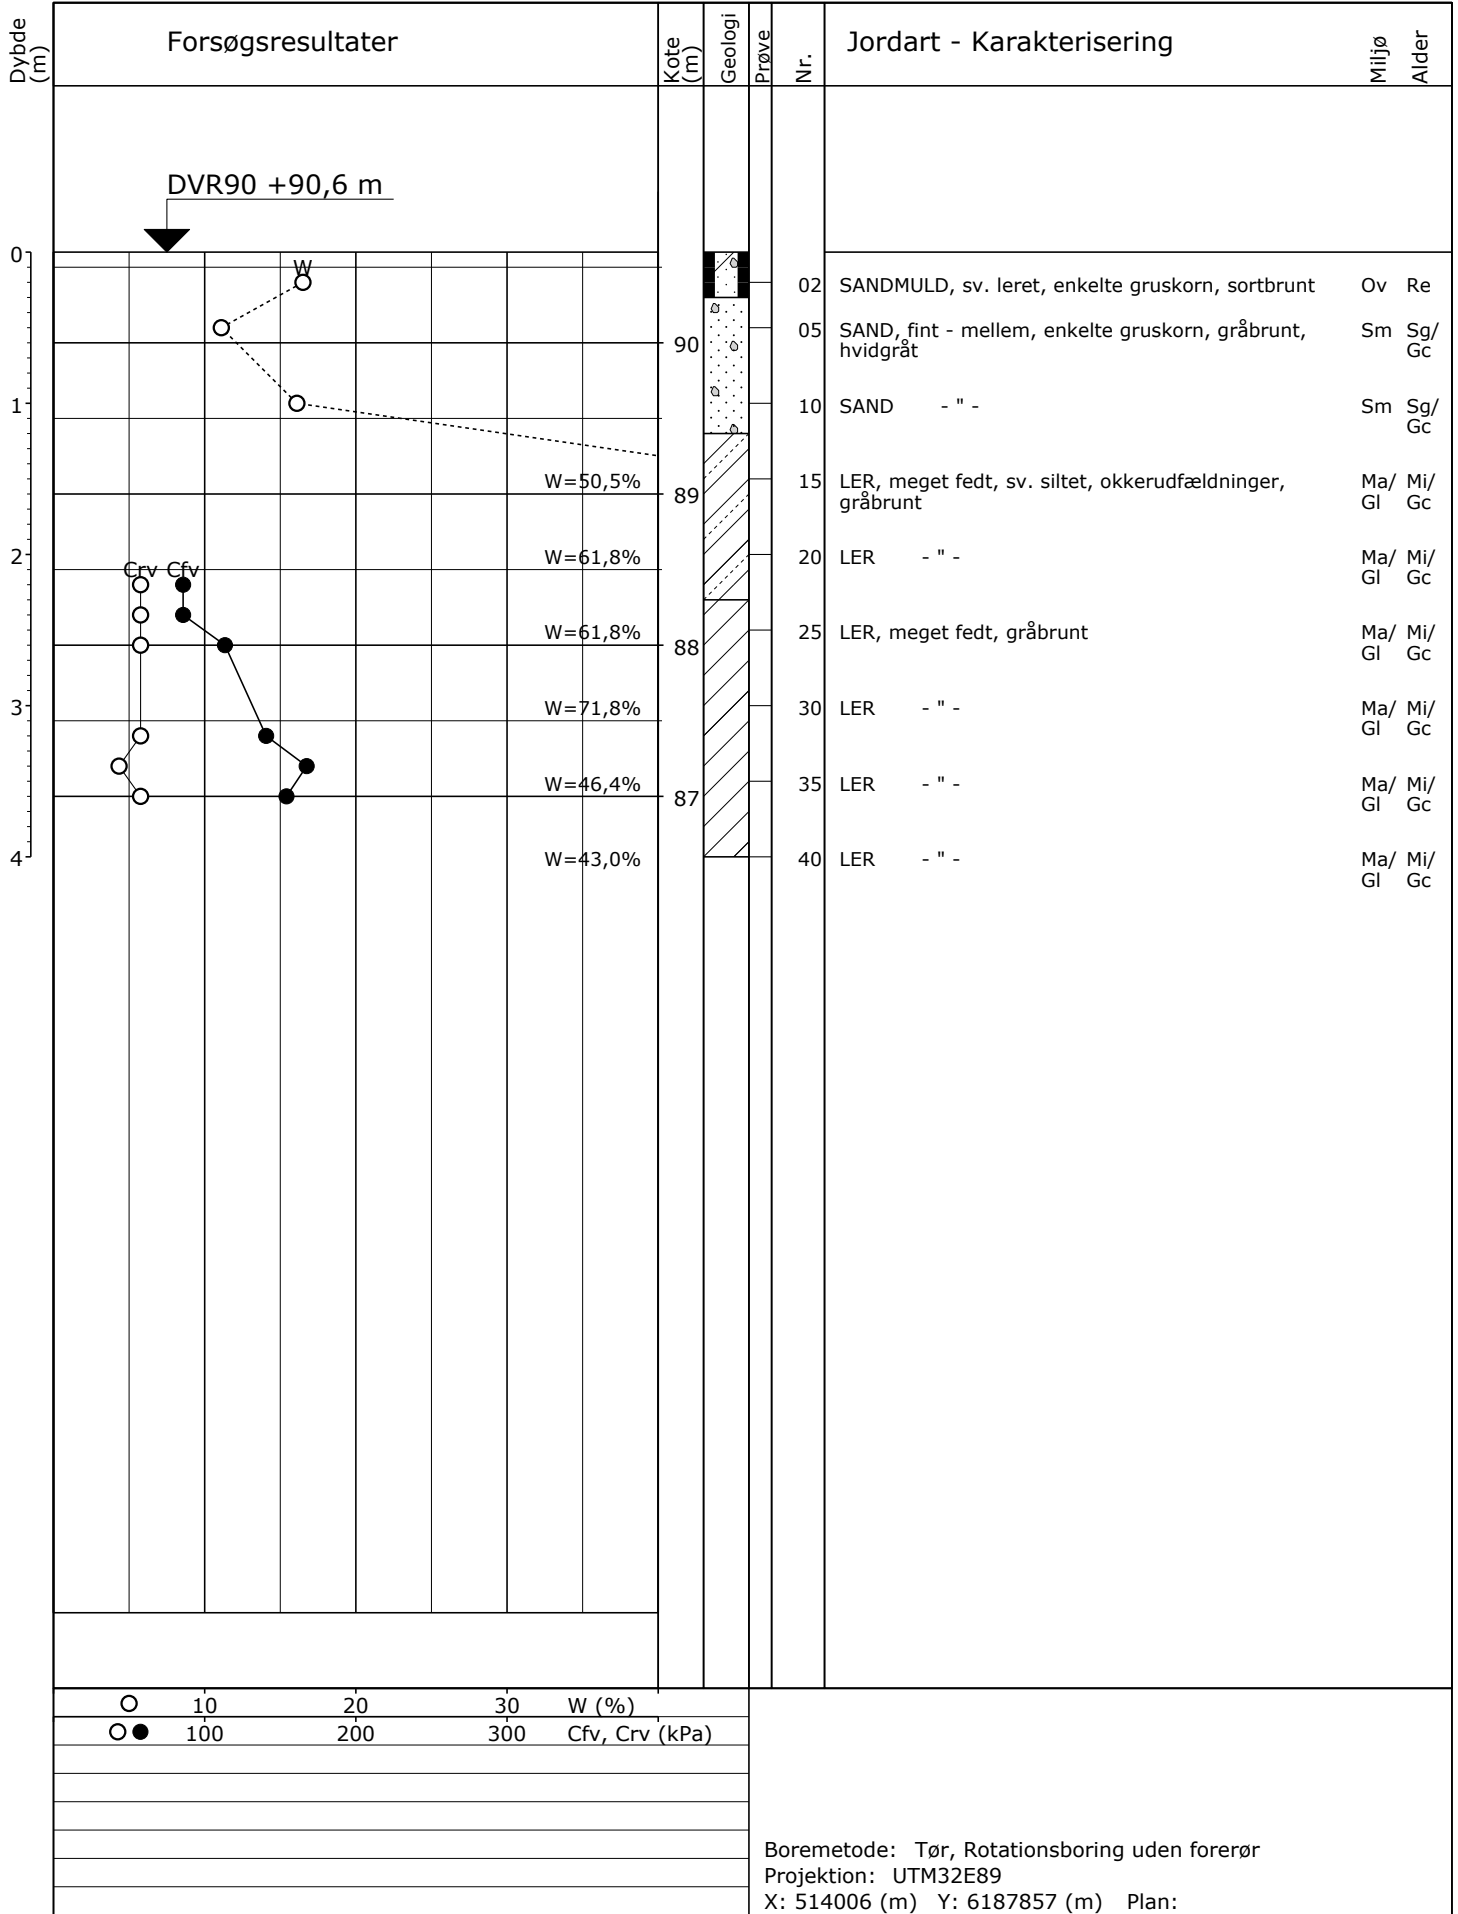 Dybde (m)
Forsøgsresultater
Kote (m)
Geologi
Prøve
Nr.
Jordart - Karakterisering
Miljø
Alder
DVR90 +90,6 m
0
W
02 SANDMULD, sv. leret, enkelte gruskorn, sortbrunt Ov Re
05 SAND, fint - mellem, enkelte gruskorn, gråbrunt, Sm Sg/
hvidgråt Gc
90
1
10 SAND - " - Sm Sg/
Gc
W=50,5%
89
15 LER, meget fedt, sv. siltet, okkerudfældninger, Ma/ Mi/
gråbrunt Gl Gc
2
W=61,8%
20 LER - " - Ma/ Mi/
Gl Gc
Crv Cfv
W=61,8%
88
25 LER, meget fedt, gråbrunt Ma/ Mi/
Gl Gc
3
W=71,8%
30 LER - " - Ma/ Mi/
Gl Gc
W=46,4%
87
35 LER - " - Ma/ Mi/
Gl Gc
4
W=43,0%
40 LER - " - Ma/ Mi/
Gl Gc
10 20 30 W (%)
100 200 300 Cfv, Crv (kPa)
Boremetode: Tør, Rotationsboring uden forerør
Projektion: UTM32E89
X: 514006 (m) Y: 6187857 (m) Plan: